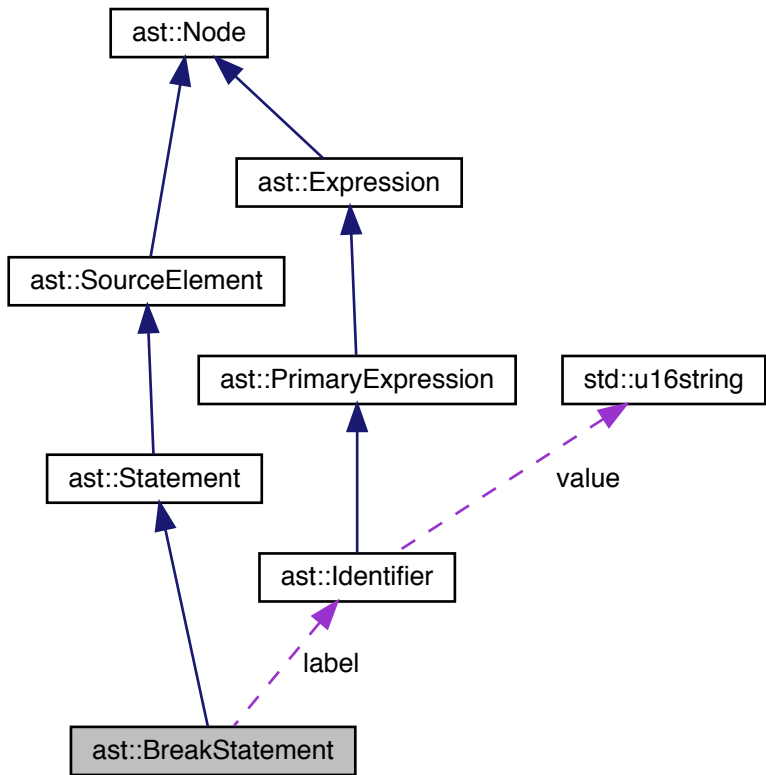 ast::Node
ast::Expression
ast::SourceElement
ast::PrimaryExpression
std::u16string
ast::Statement
value
ast::Identifier
label
ast::BreakStatement